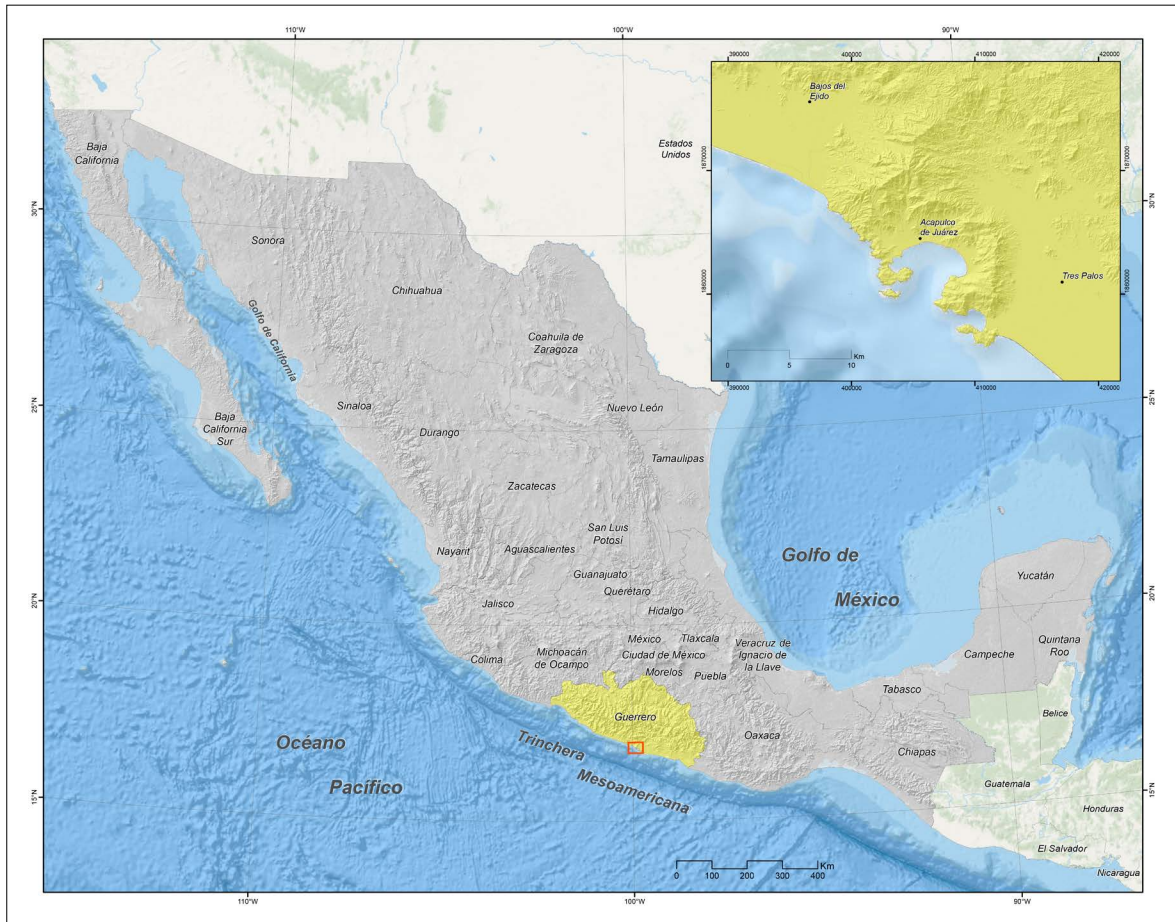 110°W
100°W
90°W
390000
400000
410000
420000
Bajos del
Ejido
1870000
1870000
Acapulco
de Juárez
Tres Palos
1860000
1860000
0
5
10
Km
390000
400000
410000
420000
Estados
Unidos
30°N
30°N
Baja
California
Sonora
Chihuahua
Golfo de California
Coahuila de
Zaragoza
25°N
25°N
Baja
California
Sur
Sinaloa
Durango
Nuevo León
Tamaulipas
Zacatecas
San Luis
Potosí
Nayarit
Aguascalientes
Guanajuato
Querétaro
Hidalgo
Golfo de
México
Yucatán
20°N
20°N
Jalisco
Colima
Michoacán
de Ocampo
México
Tlaxcala
Ciudad de México
Morelos
Puebla
Veracruz de
Ignacio de
la Llave
Campeche
Quintana
Roo
Tabasco
Belice
Guerrero
Oaxaca
Chiapas
Océano
Pacífico
Trinchera
Mesoamericana
Guatemala
Honduras
El Salvador
Nicaragua
15°N
15°N
0
100
200
300
400
Km
110°W
100°W
90°W